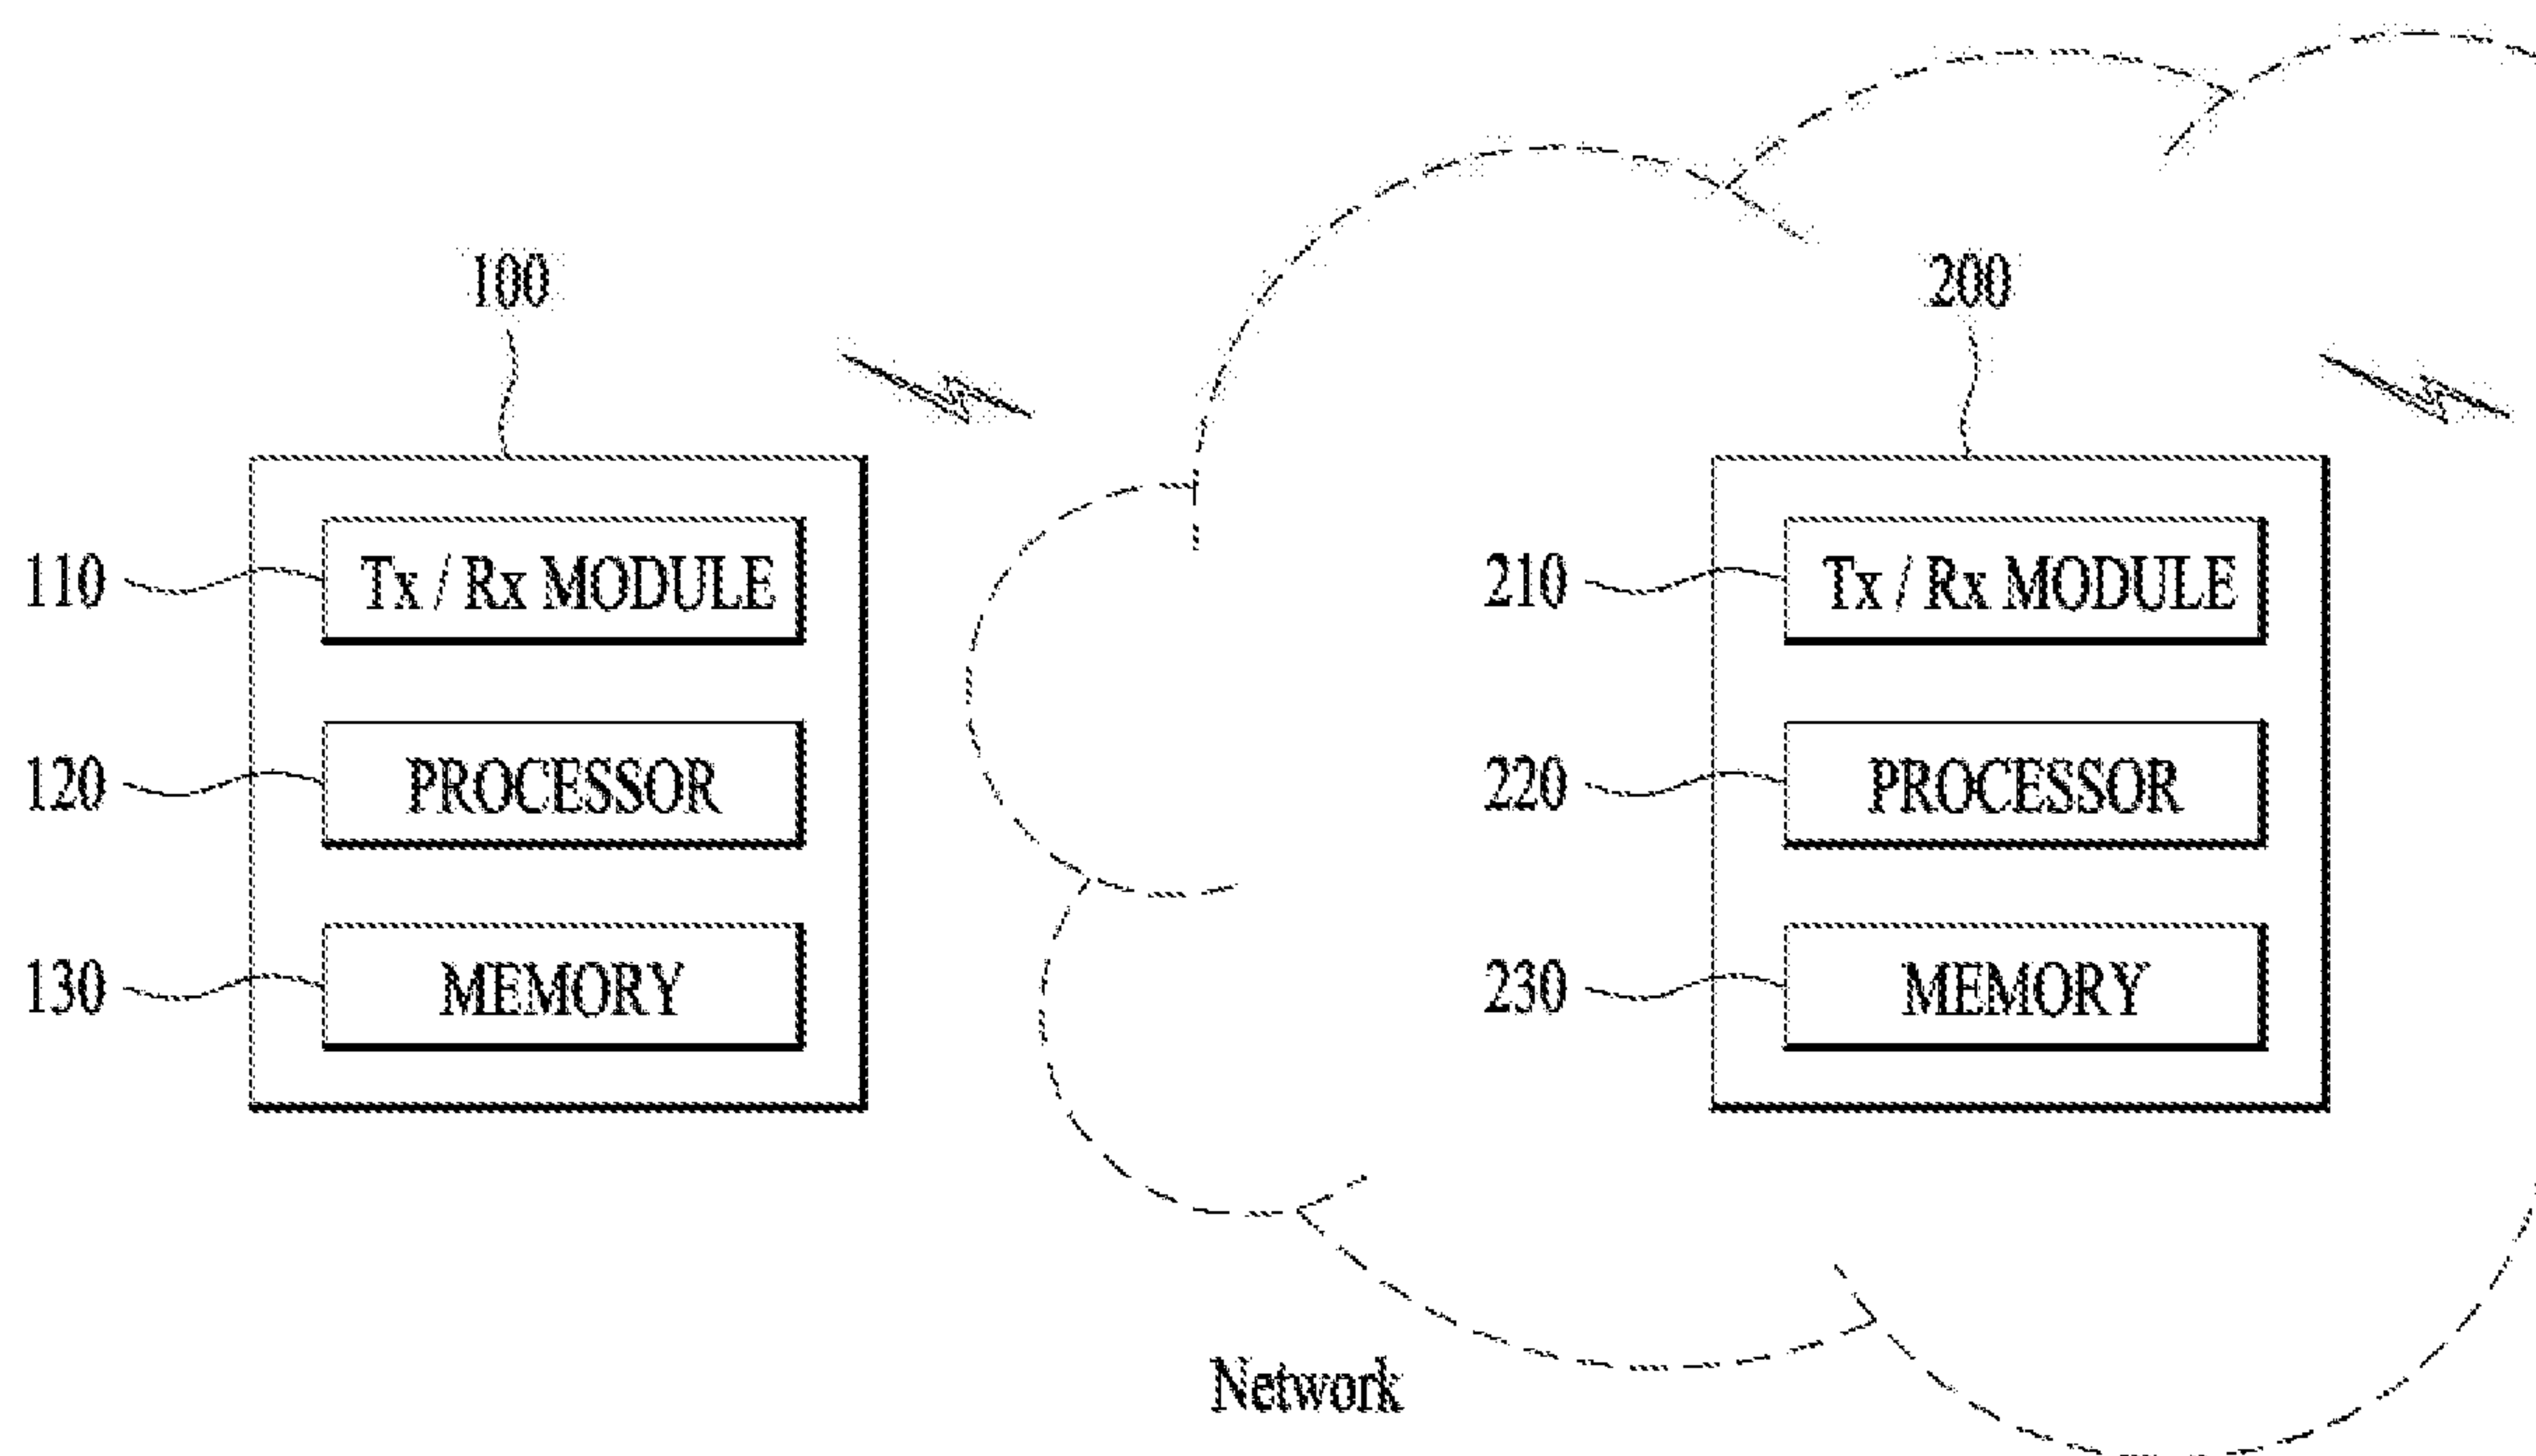 100
200
110
Tx / Rx MODULE
210
Tx / Rx MODULE
120
PROCESSOR
220
PROCESSOR
130
MEMORY
230
MEMORY
Network